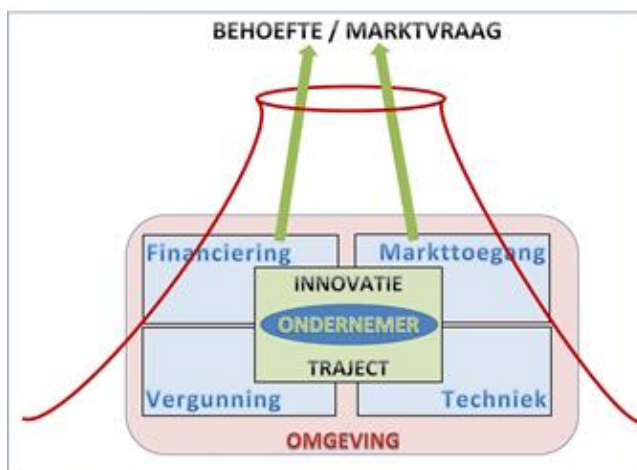 BEHOEFTE / MARKTVRAAG
Financiering
Markttoegang
INNOVATIE
ONDERNEMER
TRAJECT
Vergunning
Techniek
OMGEVING